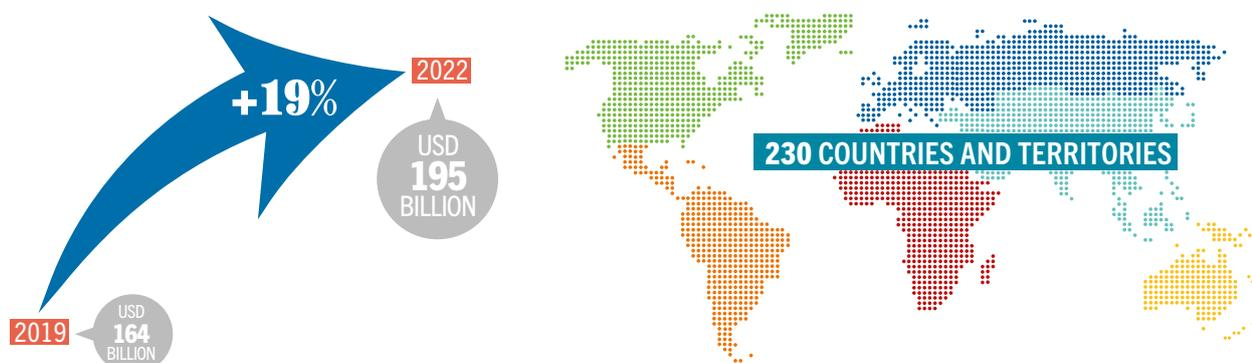 +19%
2022
USD
195
BILLION
2019
USD
164
BILLION
230 COUNTRIES AND TERRITORIES